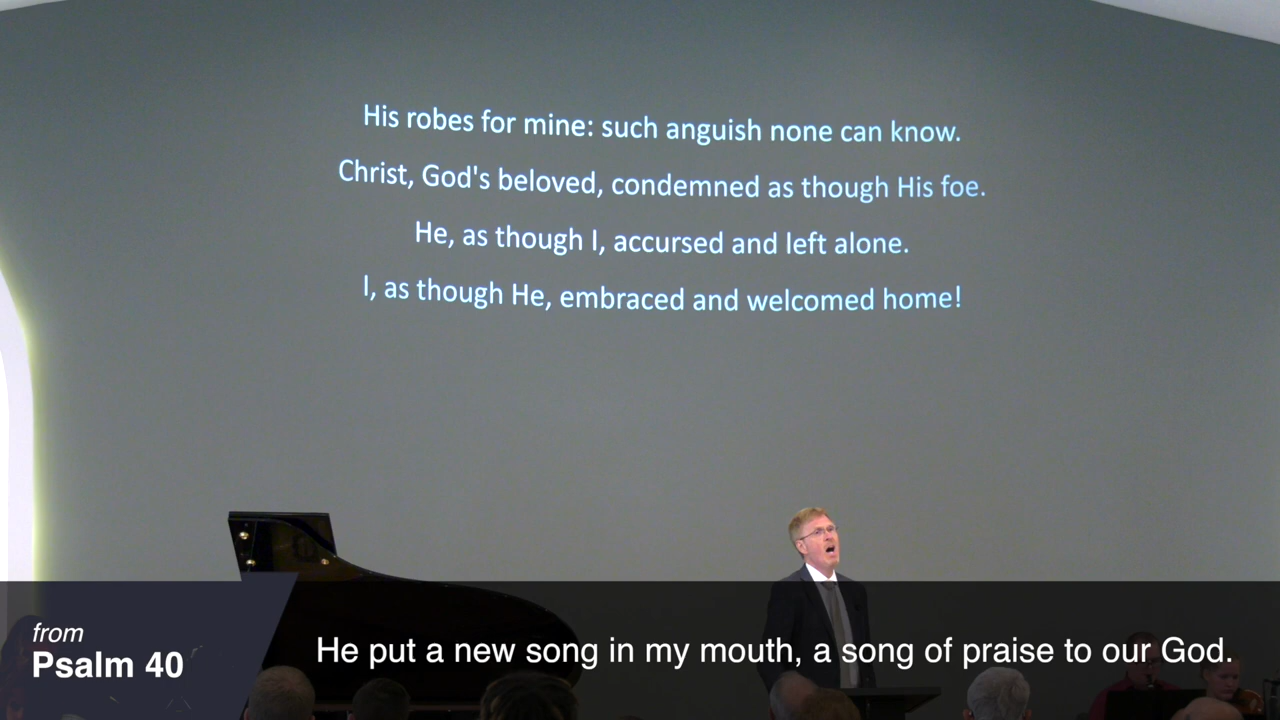 His robes for mine: such anguish none can know.
Christ, God's beloved, condemned as though His foe.
He, as though I, accursed and left alone.
I, as though He, embraced and welcomed home!
from
Psalm 40
He put a new song in my mouth, a song of praise to our God.